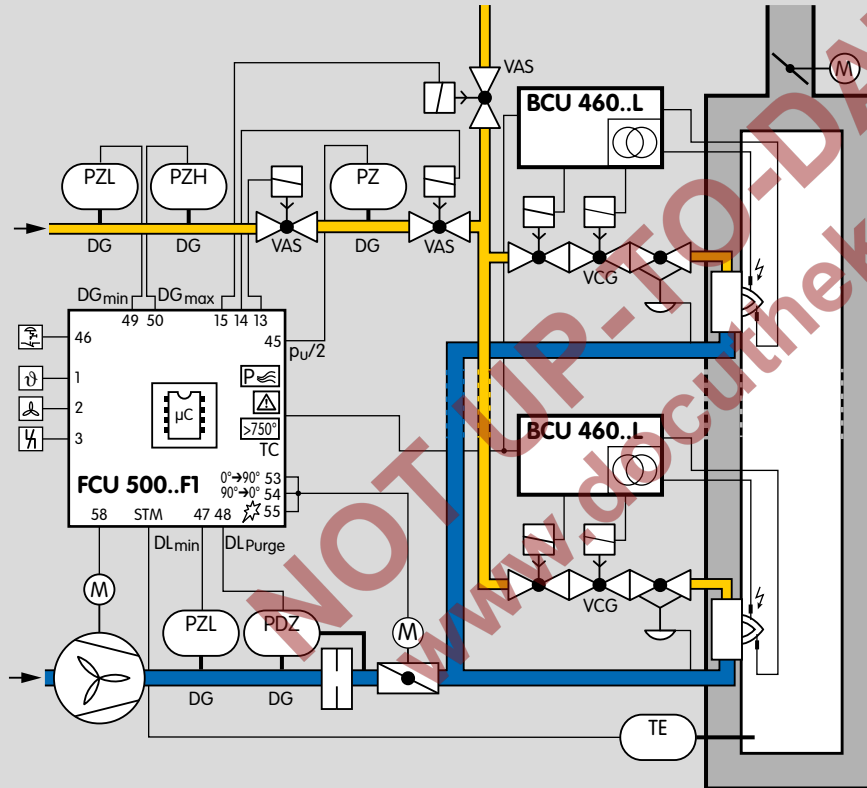 VAS
M
BCU 460..L
PZL
PZH
PZ
DG
DG
VAS
DG
VAS
VCG
DGmin
DGmax
49 50
15 14 13
46
45
pu/2
1
P
2
µC
3
>750°
TC
BCU 460..L
FCU 500..F1
0°→90° 53
90°→0° 54
55
58
STM
47 48
DLmin
DLPurge
M
PZL
PDZ
M
VCG
DG
DG
TE
ϑ
NOT UP-TO-DA
www.docuthek